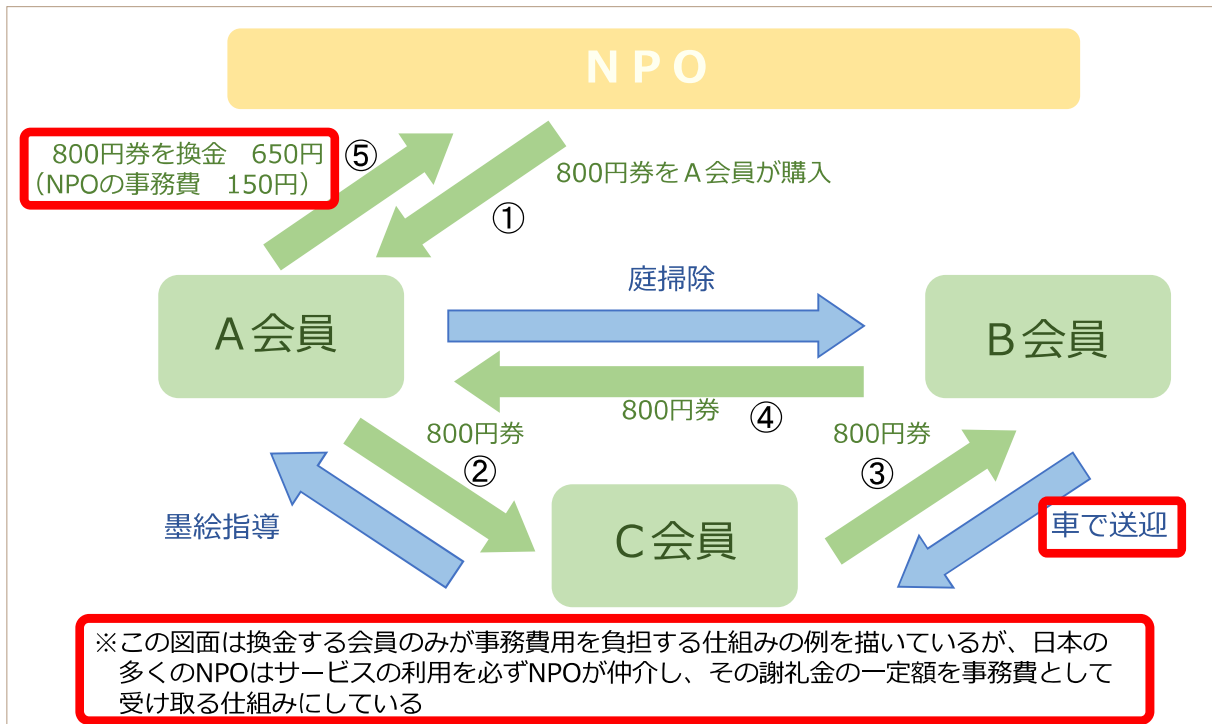 NPO
800円券を換金 650円
（NPOの事務費 150円）
⑤
800円券をA会員が購入
①
庭掃除
A会員
B会員
800円券
④
800円券
②
800円券
③
墨絵指導
C会員
車で送迎
※この図面は換金する会員のみが事務費用を負担する仕組みの例を描いているが、日本の
多くのNPOはサービスの利用を必ずNPOが仲介し、その謝礼金の一定額を事務費として
受け取る仕組みにしている